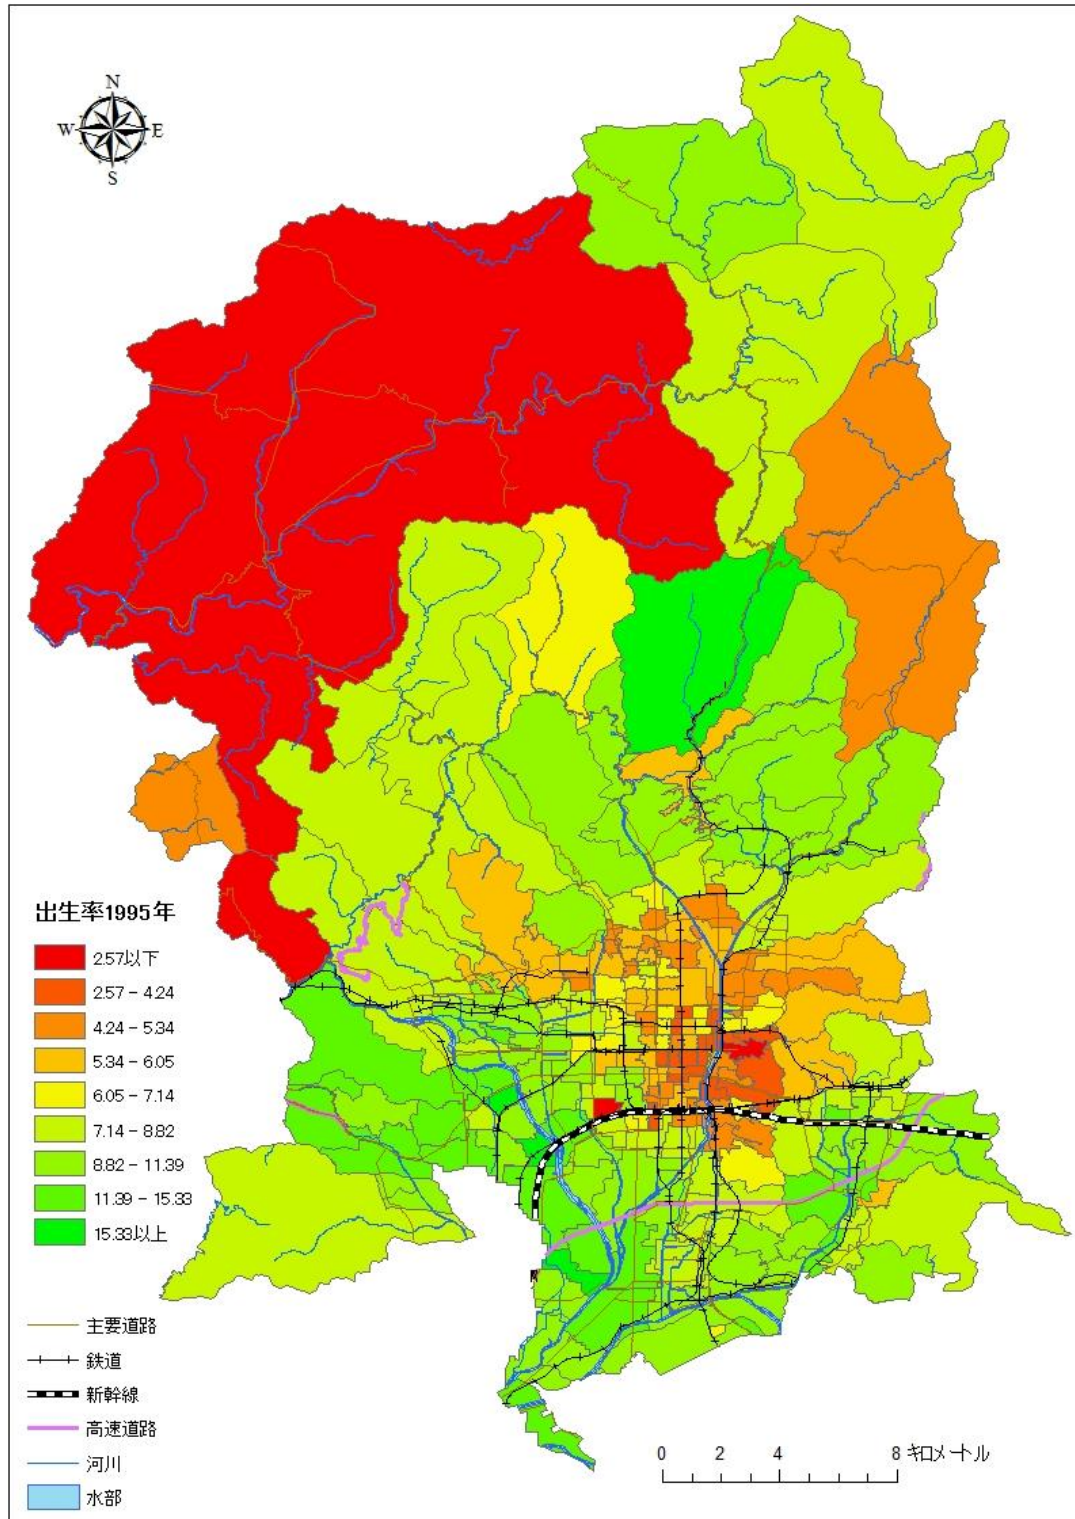 N
W E
S
出生率1995年
2.57以下
2.57 - 4.24
4.24 - 5.34
5.34 - 6.05
6.05 - 7.14
7.14 - 8.82
8.82 - 11.39
11.39 - 15.33
15.33以上
主要道路
鉄道
新幹線
高速道路
河川
水部
0 2 4 8 キロメートル